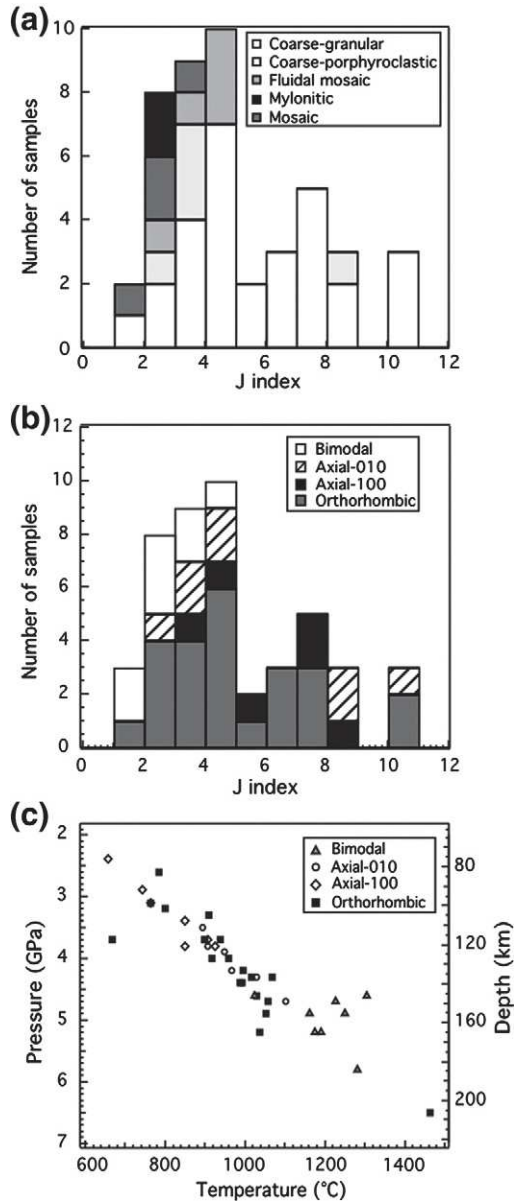 (a)
10
8
6
4
2
0
Number of samples
Coarse-granular
Coarse-porphyroclastic
Fluidal mosaic
Mylonitic
Mosaic
0 2 4 6 8 10 12
J index
(b)
12
10
8
6
4
2
0
Number of samples
Bimodal
Axial-010
Axial-100
Orthorhombic
0 2 4 6 8 10 12
J index
(c)
2
3
4
5
6
7
Pressure (GPa)
Bimodal
Axial-010
Axial-100
Orthorhombic
80
120
160
200
Depth (km)
600 800 1000 1200 1400
Temperature (°C)